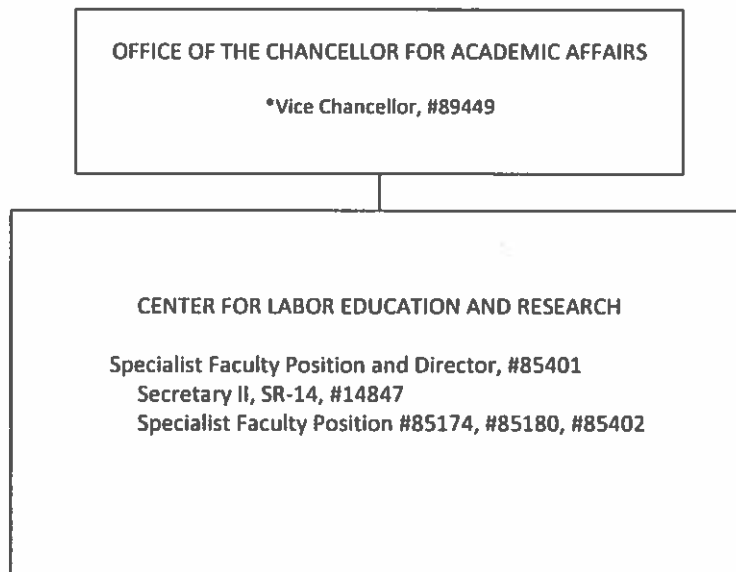 OFFICE OF THE CHANCELLOR FOR ACADEMIC AFFAIRS
*Vice Chancellor, #89449
CENTER FOR LABOR EDUCATION AND RESEARCH
Specialist Faculty Position and Director, #85401
Secretary II, SR-14, #14847
Specialist Faculty Position #85174, #85180, #85402